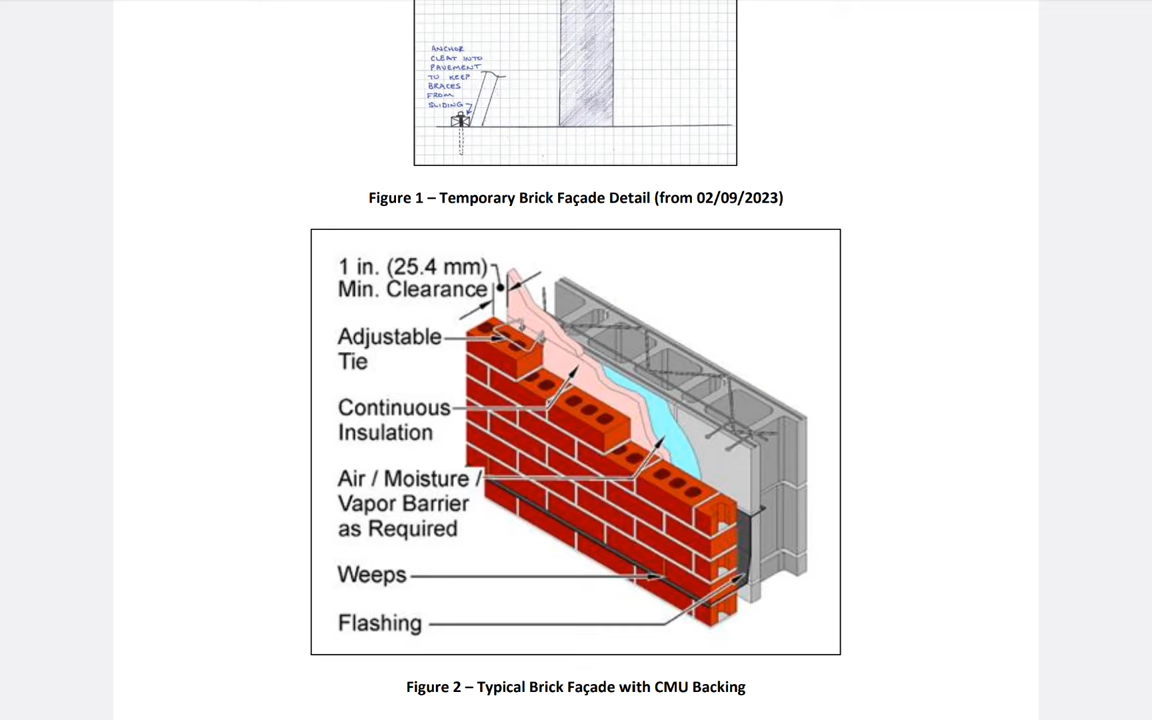 ANCHOR
CLEAT INTO
PAVEMENT
TO KEEP
BRACES
FROM
SLIDING
Figure 1 – Temporary Brick Façade Detail (from 02/09/2023)
1 in. (25.4 mm)
Min. Clearance
Adjustable
Tie
Continuous
Insulation
Air / Moisture /
Vapor Barrier
as Required
Weeps
Flashing
Figure 2 – Typical Brick Façade with CMU Backing